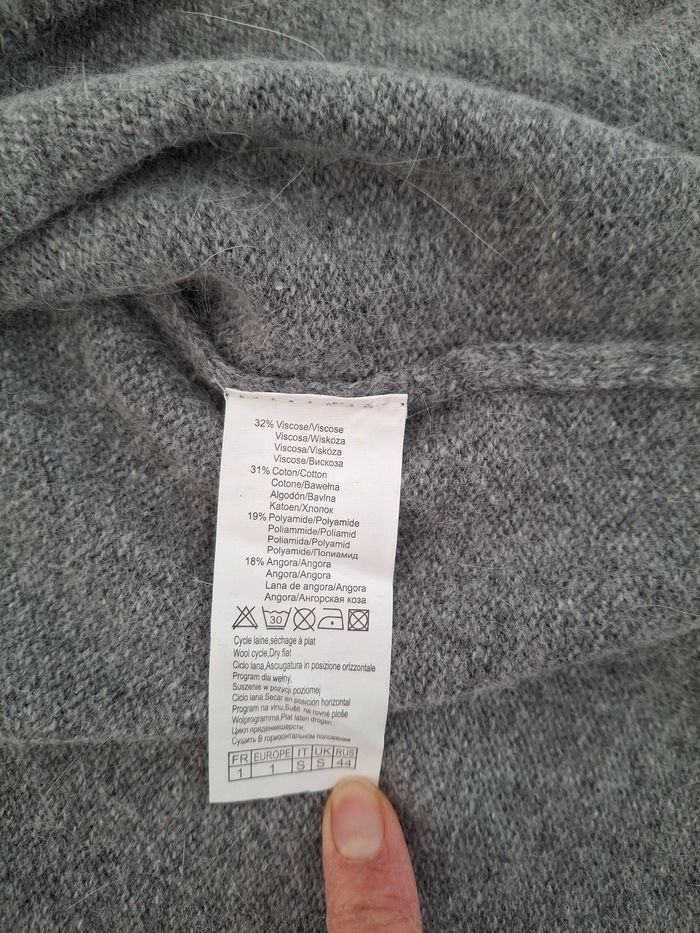 32% Viscose/Viscose
Viscosa/Wiskoza
Viscosa/Viskóza
Viscose/Вискоза
31% Coton/Cotton
Cotone/Bawełna
Algodón/Bavlna
Katoen/Хлопок
19% Polyamide/Polyamide
Poliammide/Poliamid
Poliamida/Polyamid
Polyamide/Полиамид
18% Angora/Angora
Angora/Angora
Lana de angora/Angora
Angora/Ангорская коза
30
Cycle laine,séchage à plat
Wool cycle,Dry flat
Ciclo lana,Asciugatura in posizione orizzontale
Program dla wełny,
Suszenie w pozycji poziomej
Ciclo lana,Secar en posición horizontal
Program na vlnu,Sušit. na rovné ploše
Wolprogramma,Plat laten drogen
Цикл прядениявшерсти,
Сушить В горизонтальном положении
FR EUROPE IT UK RUS
1 1 S S 44